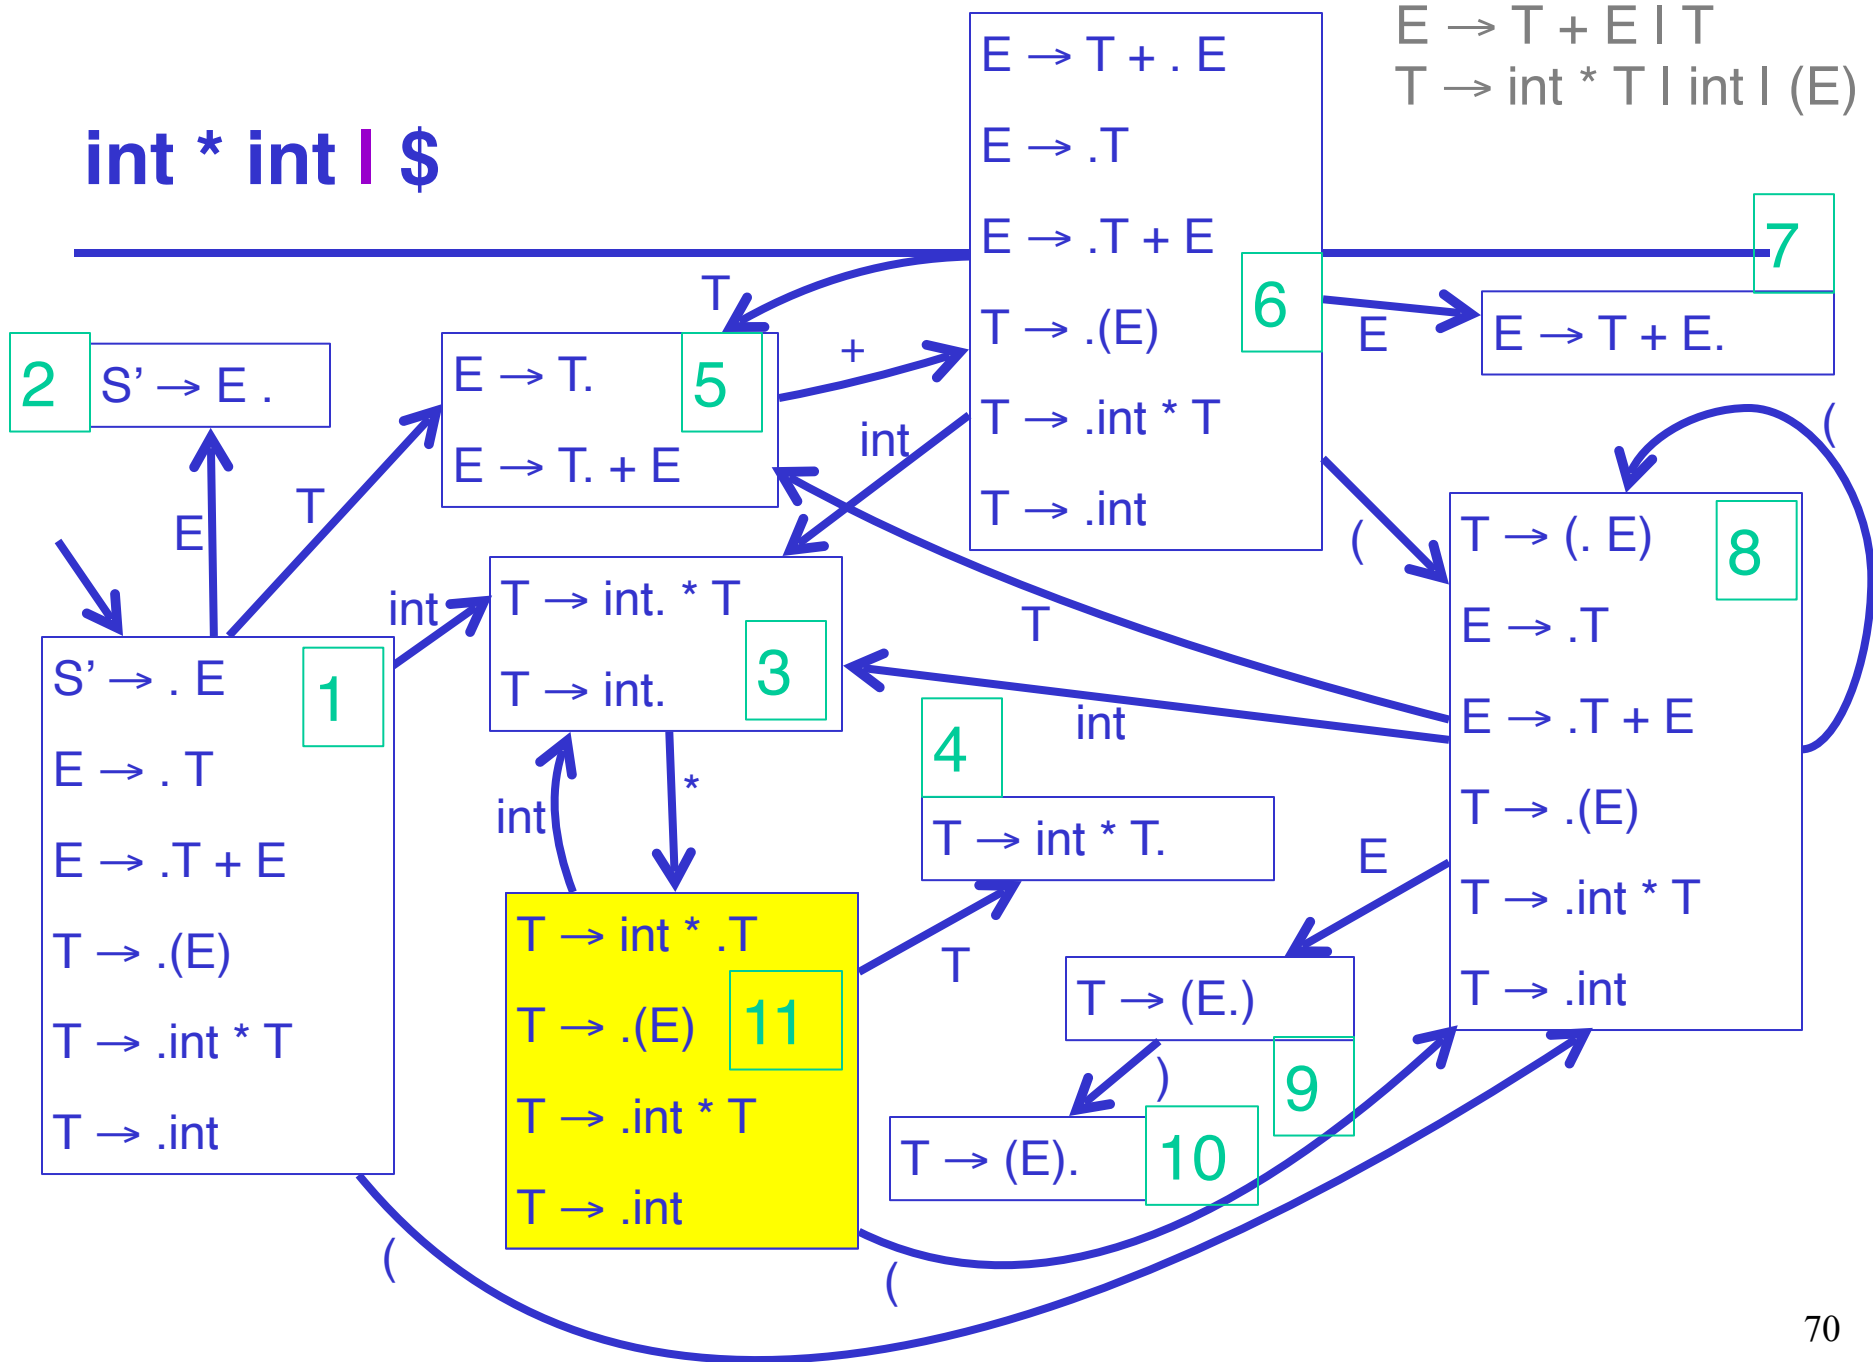 E → T + E | T
T → int * T | int | (E)
int * int | $
E → T + . E
E → .T
E → .T + E
T → .(E)
T → .int * T
T → .int
6
7
E → T + E.
E
T
2
S’ → E .
E → T.
E → T. + E
5
+
int
(
(
E
T
int
T → int. * T
T → int.
3
T
int
T → (. E)
E → .T
E → .T + E
T → .(E)
T → .int * T
T → .int
8
S’ → . E
E → . T
E → .T + E
T → .(E)
T → .int * T
T → .int
1
int
*
4
T → int * T.
T
E
T → int * .T
T → .(E)
T → .int * T
T → .int
11
T → (E.)
9
)
T → (E).
10
(
(
70